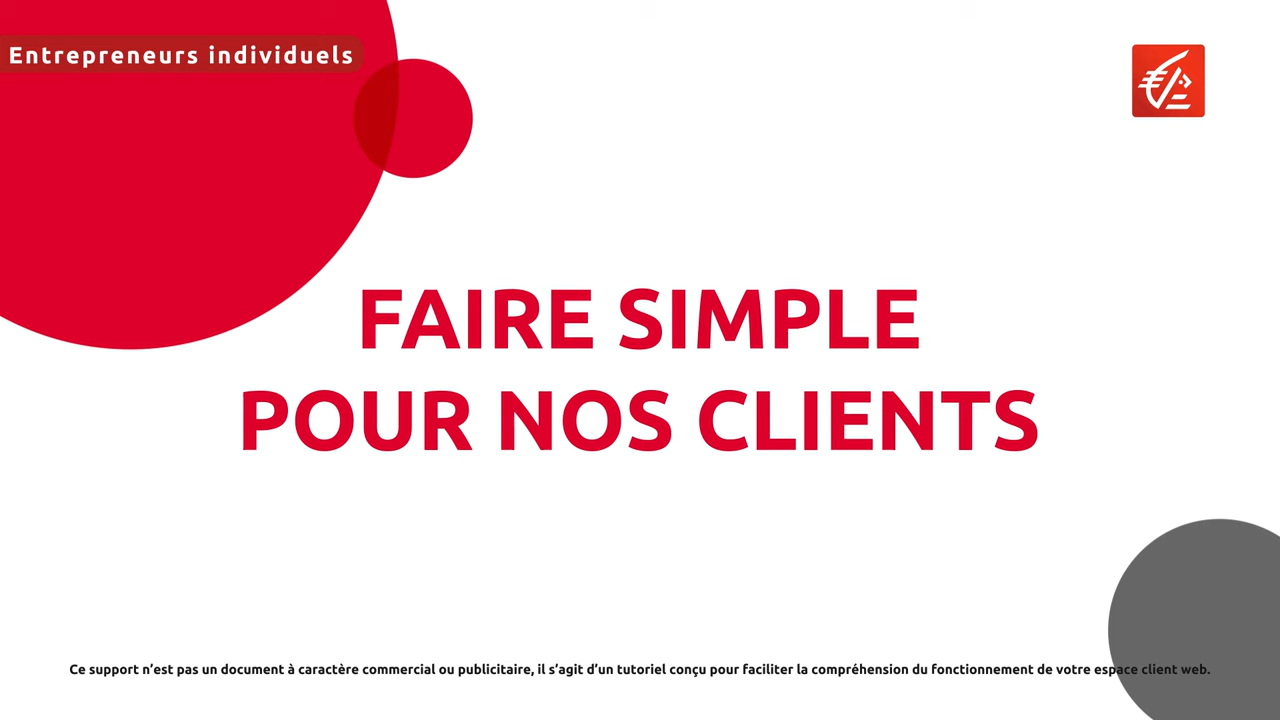 Entrepreneurs individuels
FAIRE SIMPLE
POUR NOS CLIENTS
Ce support n’est pas un document à caractère commercial ou publicitaire, il s’agit d’un tutoriel conçu pour faciliter la compréhension du fonctionnement de votre espace client web.